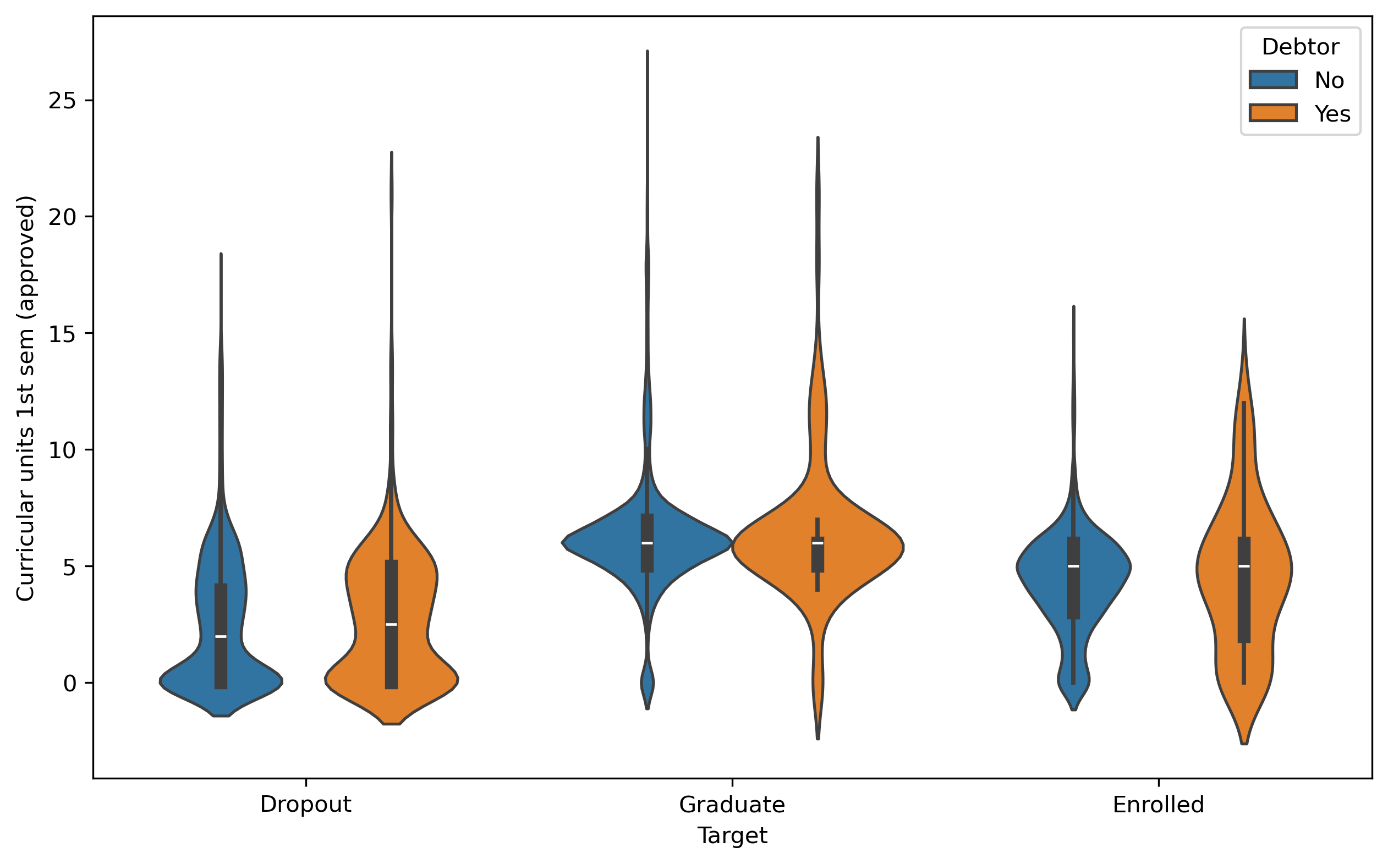 Debtor
No
Yes
Curricular units 1st sem (approved)
25
20
15
10
5
0
Dropout
Graduate
Enrolled
Target